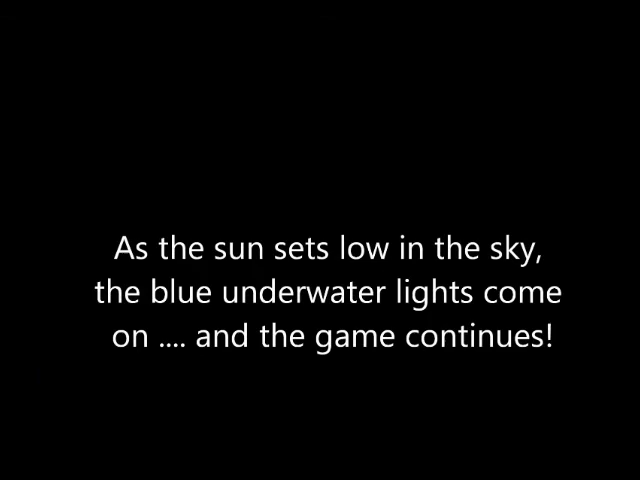 As the sun sets low in the sky,
the blue underwater lights come
on .... and the game continues!